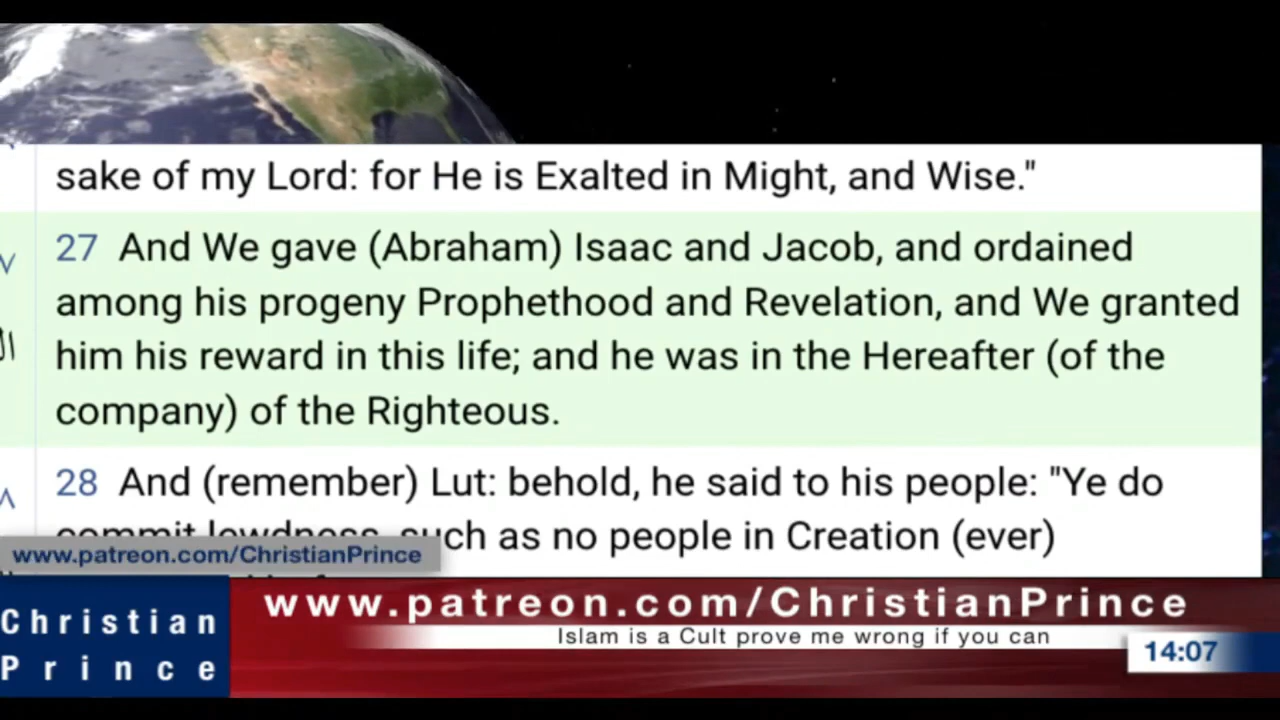 sake of my Lord: for He is Exalted in Might, and Wise."
27 And We gave (Abraham) Isaac and Jacob, and ordained
among his progeny Prophethood and Revelation, and We granted
him his reward in this life; and he was in the Hereafter (of the
company) of the Righteous.
28 And (remember) Lut: behold, he said to his people: "Ye do
commit lewdness, such as no people in Creation (ever)
www.patreon.com/ChristianPrince
Christian
Prince
www.patreon.com/ChristianPrince
Islam is a Cult prove me wrong if you can
14:07